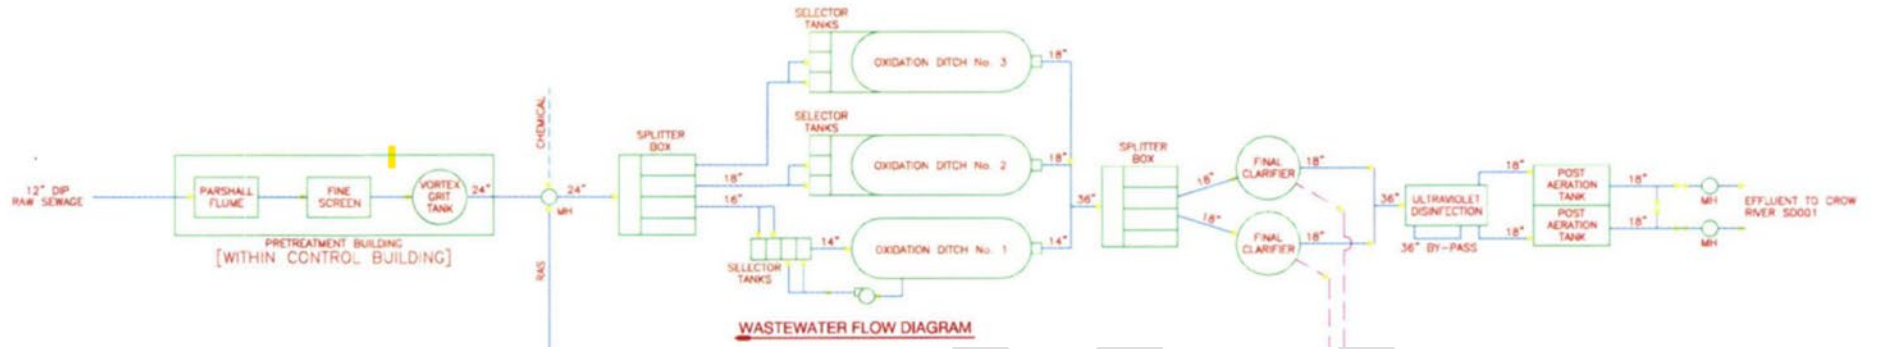 12" DIP
RAW SEWAGE
PARSHALL
FLUME
FINE
SCREEN
VORTEX
GRIT
TANK
24"
PRETREATMENT BUILDING
[WITHIN CONTROL BUILDING]
CHEMICAL
24"
MH
RAS
SPLITTER
BOX
18"
16"
SELECTOR
TANKS
OXIDATION DITCH No. 3
18"
SELECTOR
TANKS
OXIDATION DITCH No. 2
18"
SELECTOR
TANKS
14"
OXIDATION DITCH No. 1
14"
36"
SPLITTER
BOX
18"
18"
FINAL
CLARIFIER
18"
FINAL
CLARIFIER
18"
36"
ULTRAVIOLET
DISINFECTION
36" BY-PASS
18"
18"
POST
AERATION
TANK
POST
AERATION
TANK
18"
18"
MH
MH
EFFLUENT TO CROW
RIVER SD001
WASTEWATER FLOW DIAGRAM